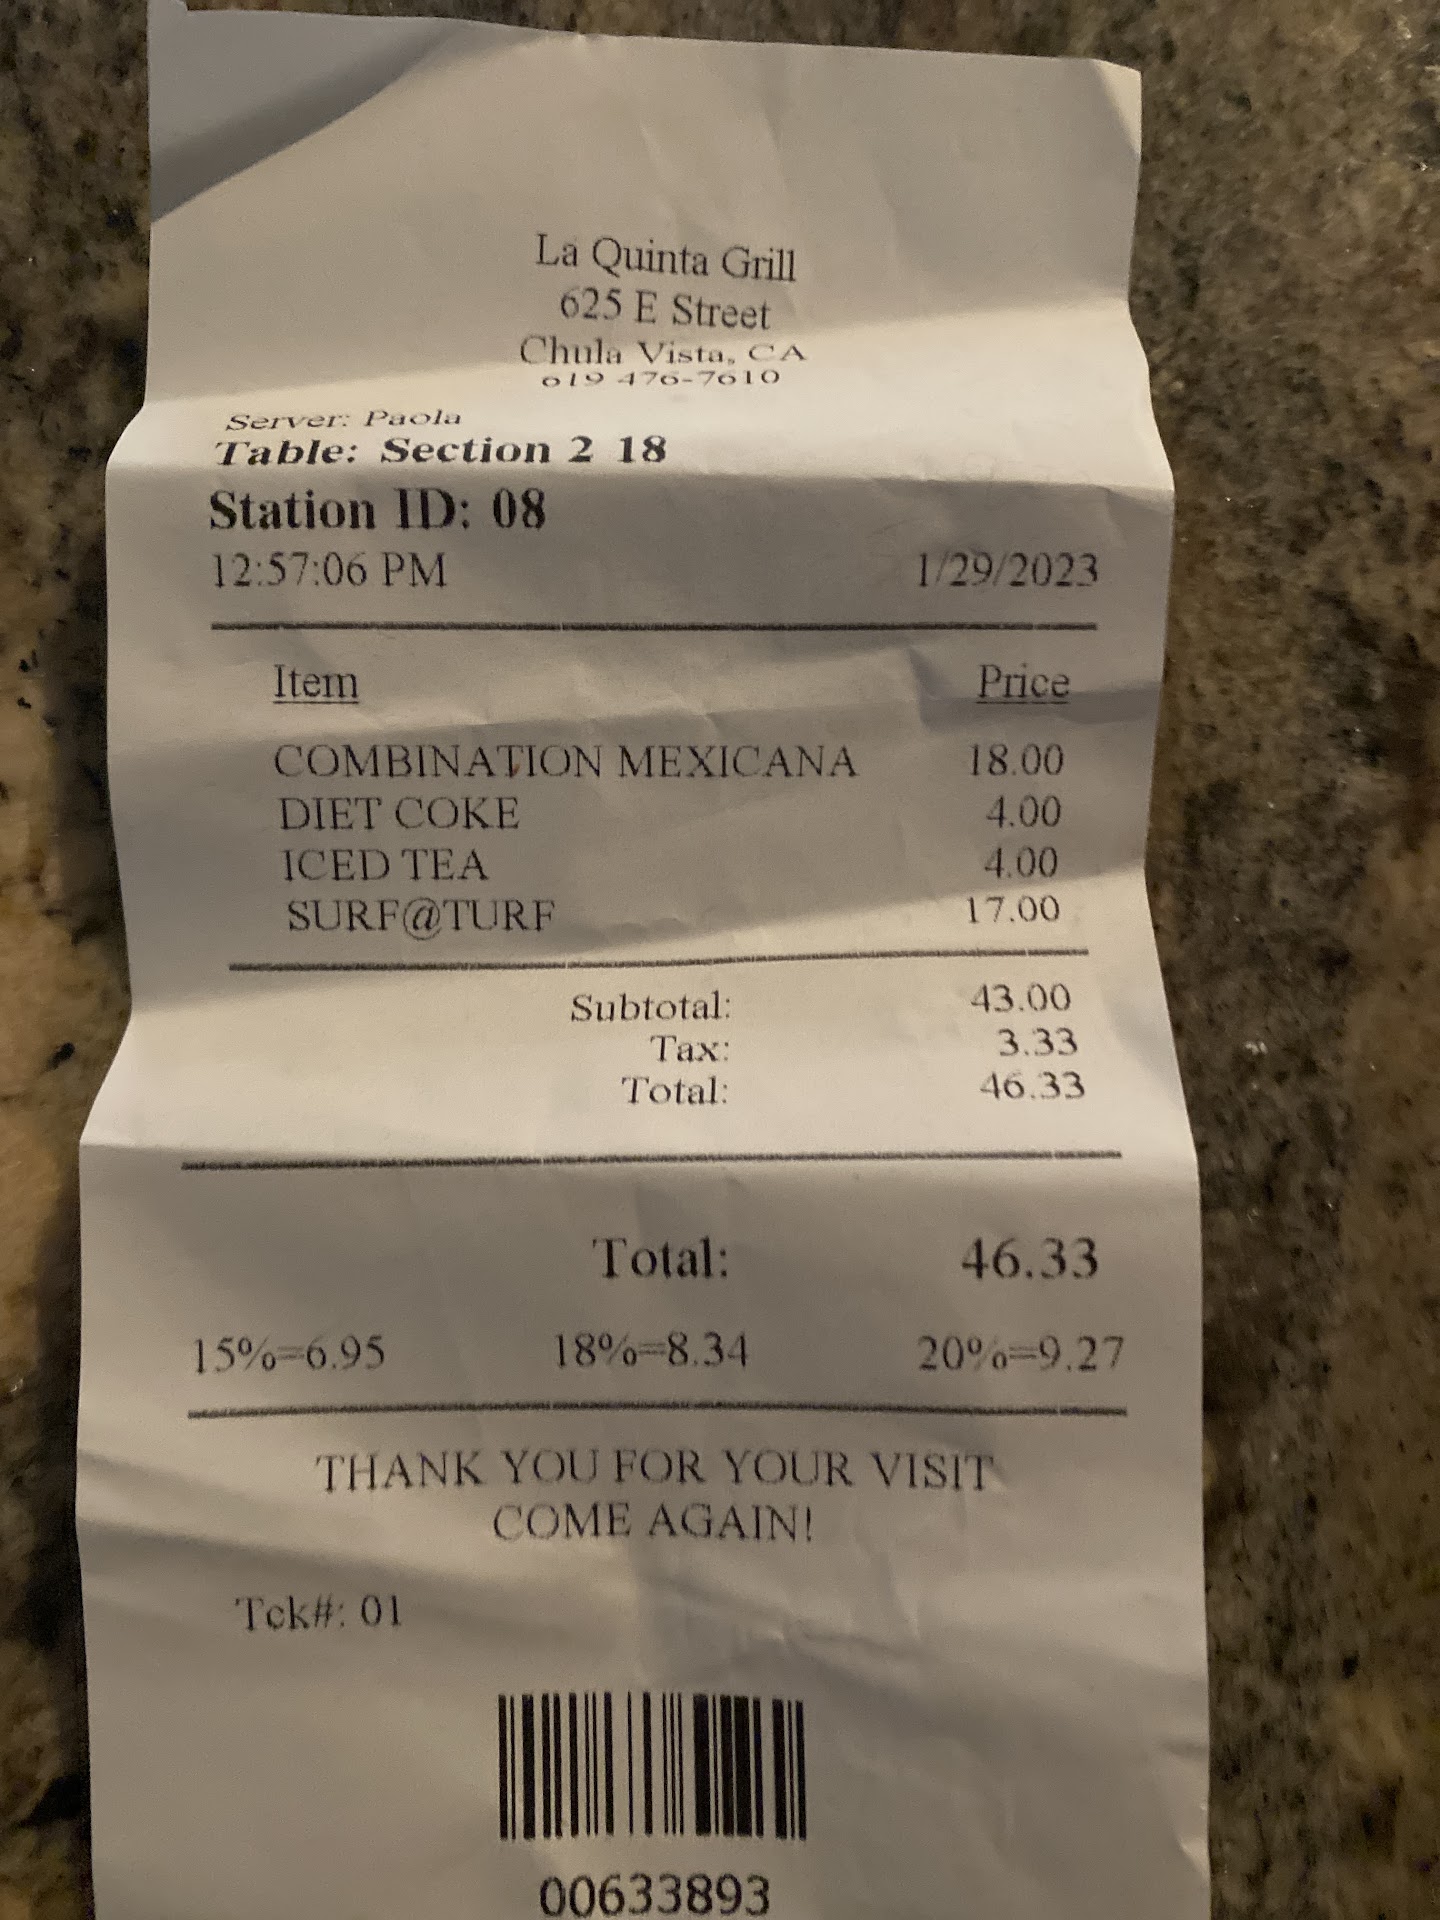 La Quinta Grill
625 E Street
Chula Vista, CA
619 476-7610
Server: Paola
Table: Section 2 18
Station ID: 08
12:57:06 PM 1/29/2023
Item Price
COMBINATION MEXICANA 18.00
DIET COKE 4.00
ICED TEA 4.00
SURF@TURF 17.00
Subtotal: 43.00
Tax: 3.33
Total: 46.33
Total: 46.33
15%=6.95 18%=8.34 20%=9.27
THANK YOU FOR YOUR VISIT
COME AGAIN!
Tck#: 01
00633893